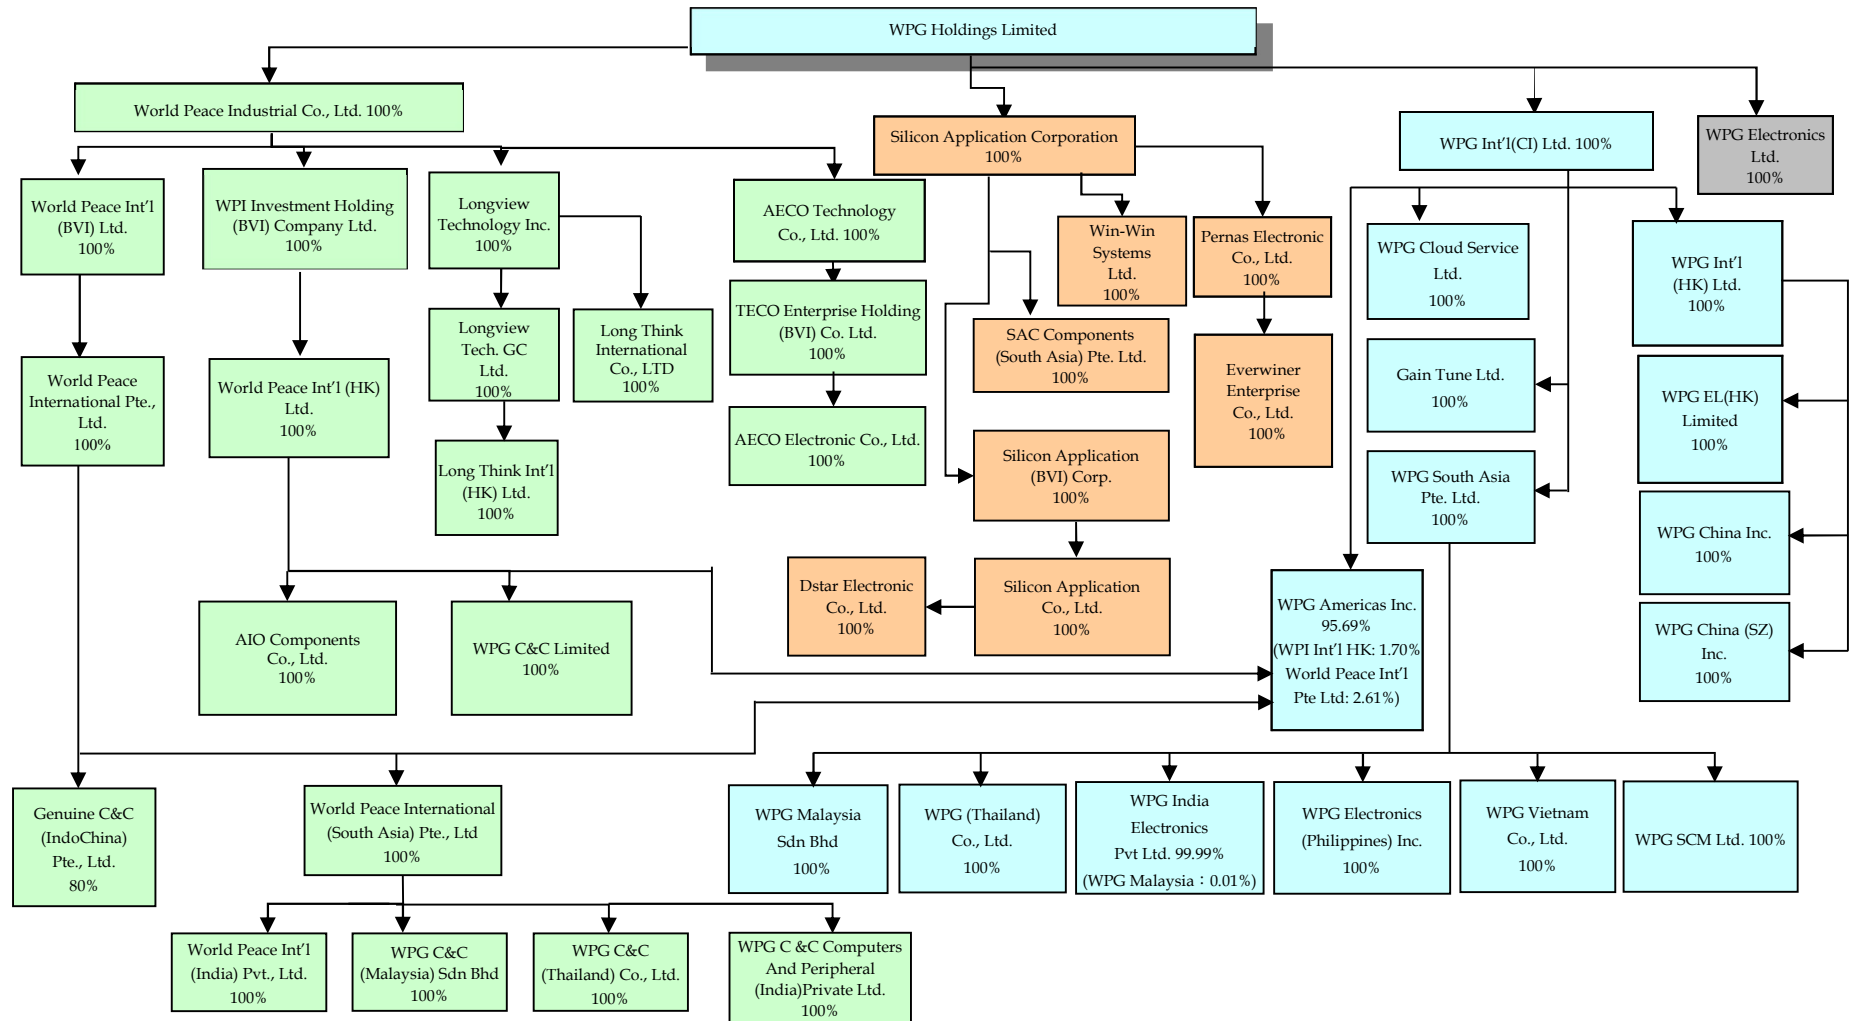 WPG Holdings Limited
World Peace Industrial Co., Ltd. 100%
Silicon Application Corporation
100%
WPG Int'l(CI) Ltd. 100%
WPG Electronics
Ltd.
100%
World Peace Int'l
(BVI) Ltd.
100%
WPI Investment Holding
(BVI) Company Ltd.
100%
Longview
Technology Inc.
100%
AECO Technology
Co., Ltd. 100%
Win-Win
Systems
Ltd.
100%
Pernas Electronic
Co., Ltd.
100%
WPG Cloud Service
Ltd.
100%
WPG Int'l
(HK) Ltd.
100%
World Peace
International Pte.,
Ltd.
100%
World Peace Int'l (HK)
Ltd.
100%
Longview
Tech. GC
Ltd.
100%
Long Think
International
Co., LTD
100%
TECO Enterprise Holding
(BVI) Co. Ltd.
100%
SAC Components
(South Asia) Pte. Ltd.
100%
Everwiner
Enterprise
Co., Ltd.
100%
Gain Tune Ltd.
100%
WPG EL(HK)
Limited
100%
Long Think Int'l
(HK) Ltd.
100%
AECO Electronic Co., Ltd.
100%
Silicon Application
(BVI) Corp.
100%
WPG South Asia
Pte. Ltd.
100%
WPG China Inc.
100%
AIO Components
Co., Ltd.
100%
WPG C&C Limited
100%
Dstar Electronic
Co., Ltd.
100%
Silicon Application
Co., Ltd.
100%
WPG Americas Inc.
95.69%
(WPI Int'l HK: 1.70%
World Peace Int'l
Pte Ltd: 2.61%)
WPG China (SZ)
Inc.
100%
Genuine C&C
(IndoChina)
Pte., Ltd.
80%
World Peace International
(South Asia) Pte., Ltd
100%
WPG Malaysia
Sdn Bhd
100%
WPG (Thailand)
Co., Ltd.
100%
WPG India
Electronics
Pvt Ltd. 99.99%
(WPG Malaysia：0.01%)
WPG Electronics
(Philippines) Inc.
100%
WPG Vietnam
Co., Ltd.
100%
WPG SCM Ltd. 100%
World Peace Int'l
(India) Pvt., Ltd.
100%
WPG C&C
(Malaysia) Sdn Bhd
100%
WPG C&C
(Thailand) Co., Ltd.
100%
WPG C &C Computers
And Peripheral
(India)Private Ltd.
100%